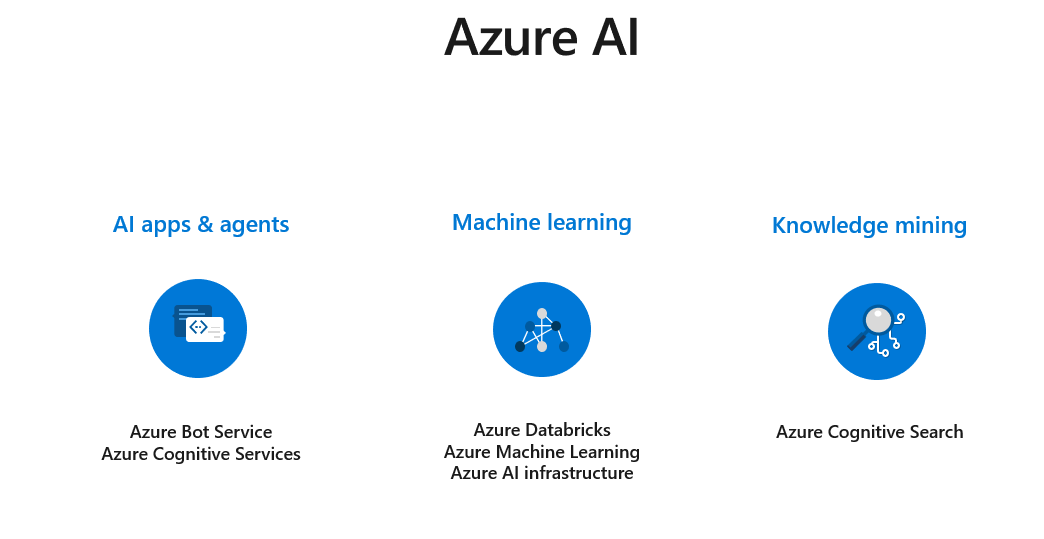 Azure AI
AI apps & agents
Machine learning
Knowledge mining
Azure Bot Service
Azure Cognitive Services
Azure Databricks
Azure Machine Learning
Azure AI infrastructure
Azure Cognitive Search